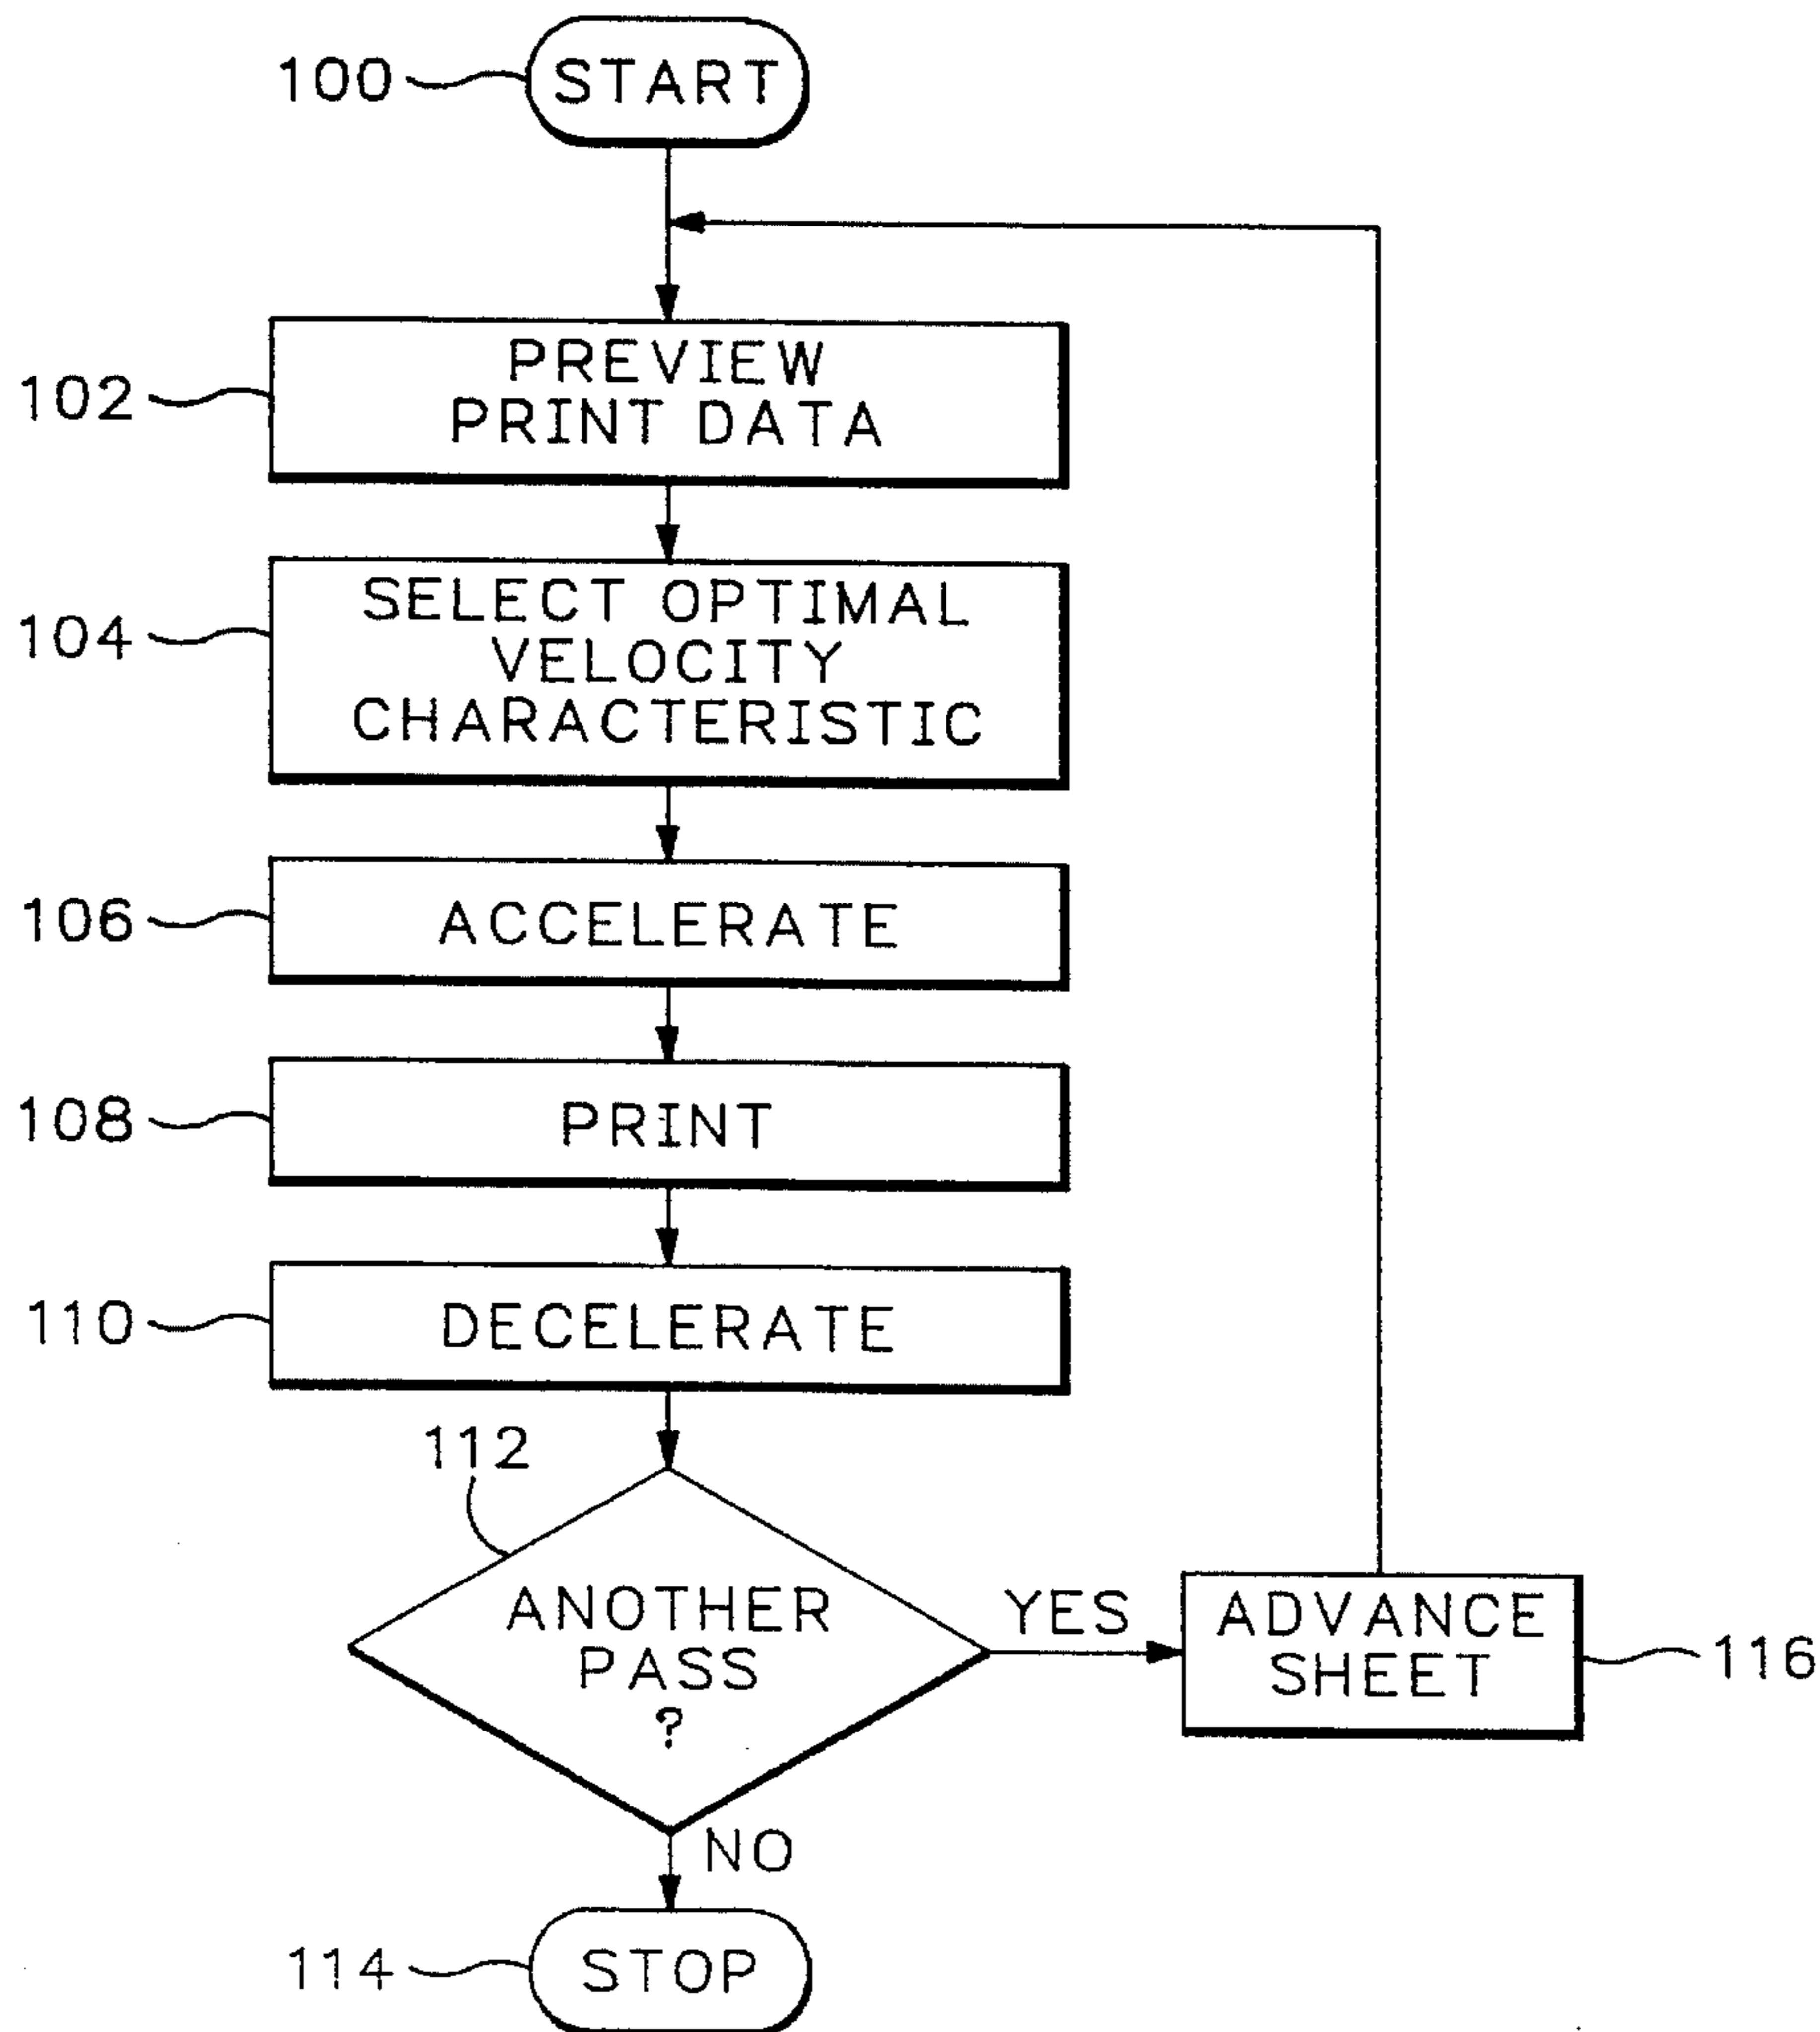 100
START
102
PREVIEW
PRINT DATA
104
SELECT OPTIMAL
VELOCITY
CHARACTERISTIC
106
ACCELERATE
108
PRINT
110
DECELERATE
112
ANOTHER
PASS
?
YES
ADVANCE
SHEET
116
NO
114
STOP